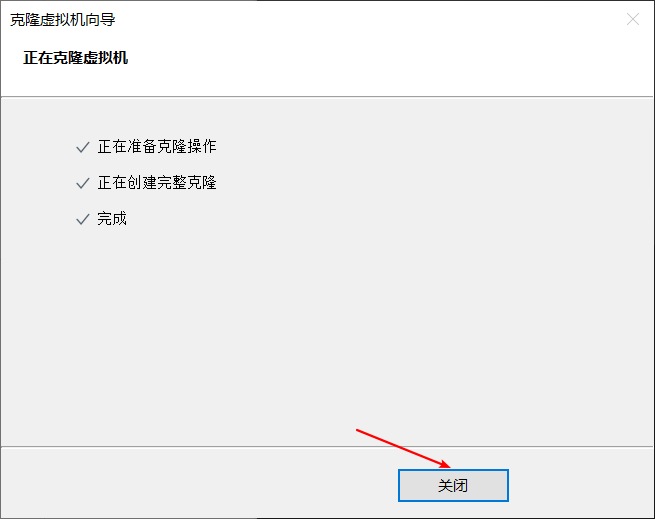 克隆虚拟机向导
正在克隆虚拟机
正在准备克隆操作
正在创建完整克隆
完成
关闭